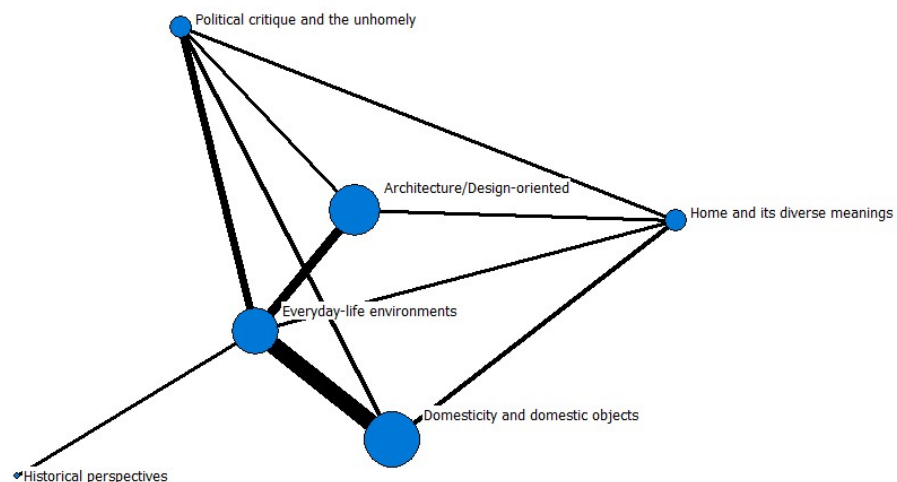 Political critique and the unhomely
Architecture/Design-oriented
Home and its diverse meanings
Everyday-life environments
Domesticity and domestic objects
Historical perspectives